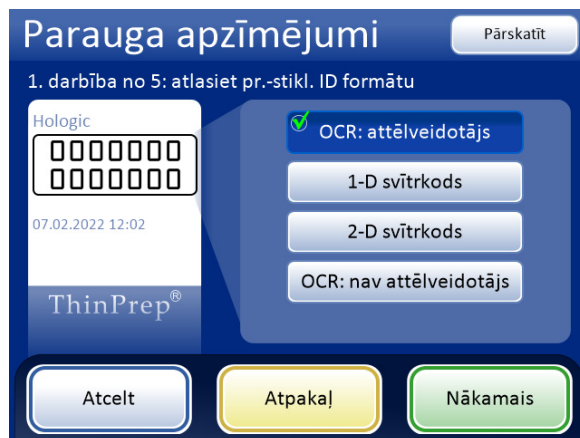 Parauga apzīmējumi
Pārskatīt
1. darbība no 5: atlasiet pr.-stikl. ID formātu
Hologic
0000000
0000000
07.02.2022 12:02
ThinPrep®
OCR: attēlveidotājs
1-D svītrkods
2-D svītrkods
OCR: nav attēlveidotājs
Atcelt
Atpakaļ
Nākamais